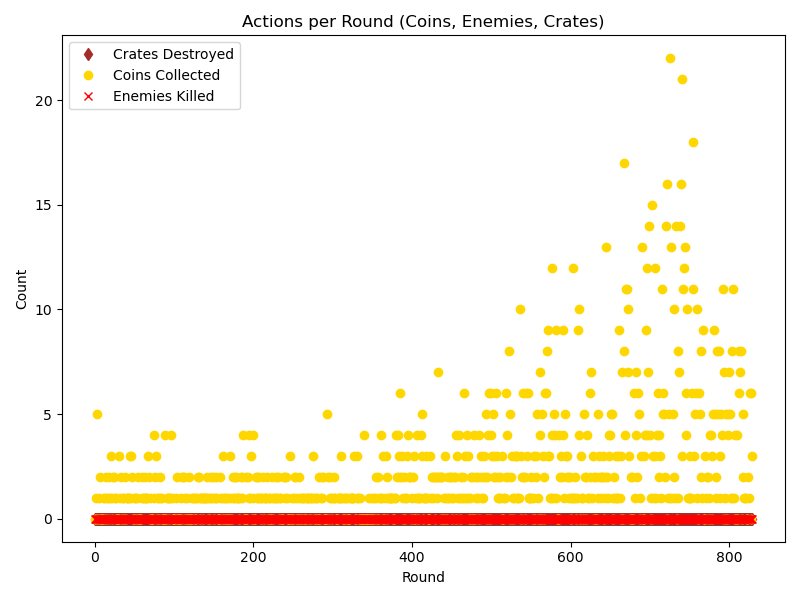 Actions per Round (Coins, Enemies, Crates)
Crates Destroyed
Coins Collected
Enemies Killed
Count
20
15
10
5
0
0 200 400 600 800
Round